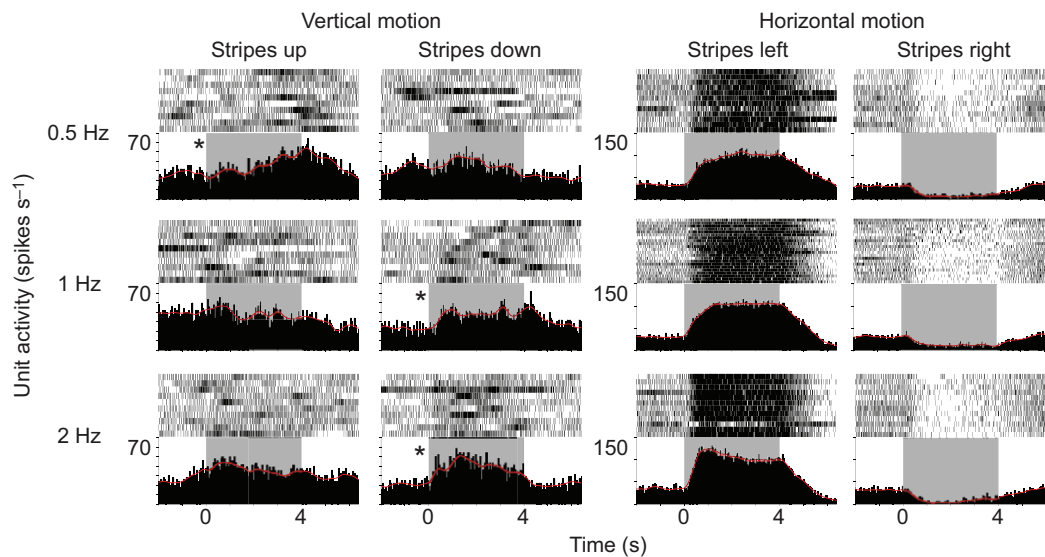 Vertical motion Horizontal motion
Stripes up Stripes down Stripes left Stripes right
0.5 Hz 70 * 150
1 Hz 70 * 150
2 Hz 70 * 150
0 4 0 4 0 4 0 4
Time (s)
Unit activity (spikes s⁻¹)